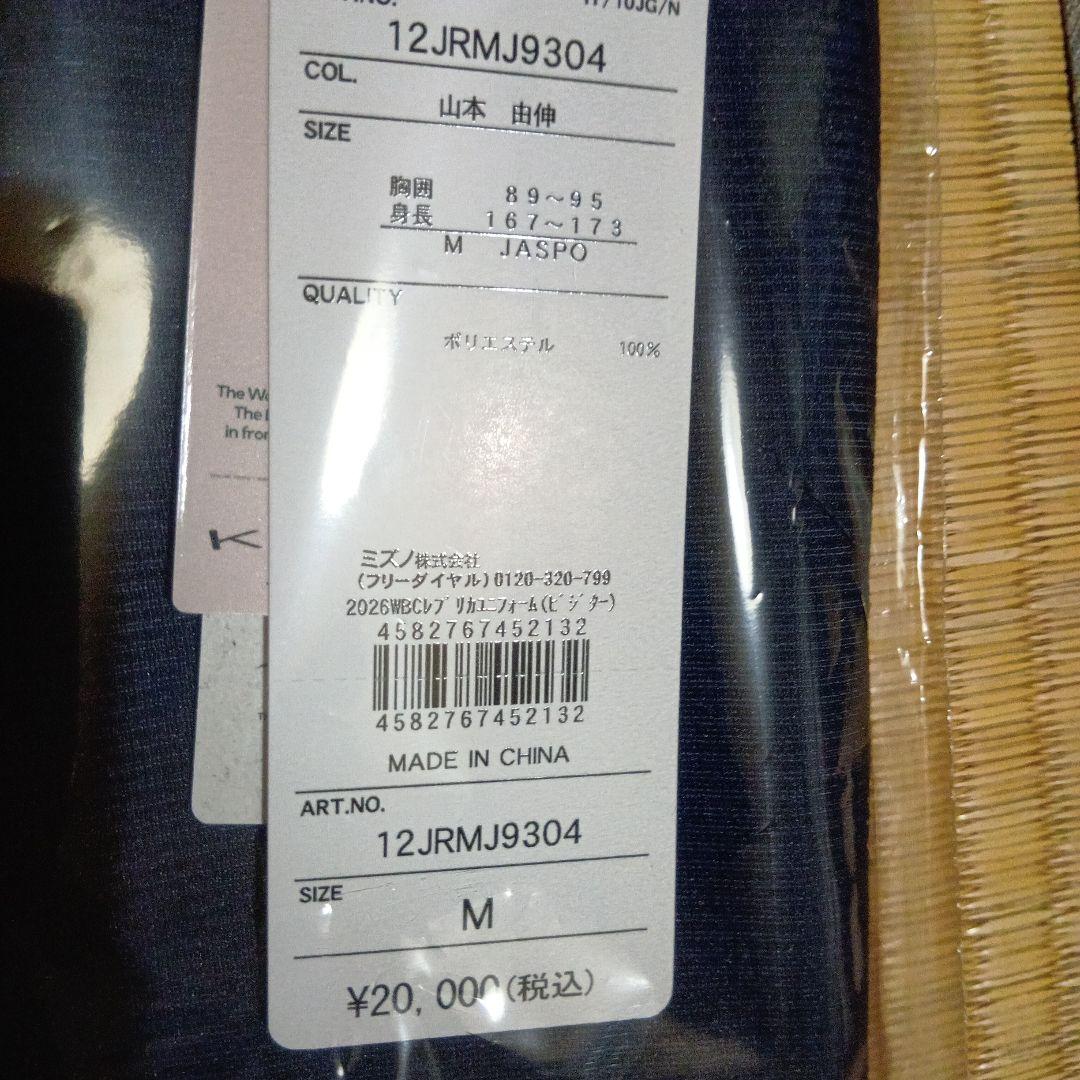 12JRMJ9304
COL.
山本 由伸
SIZE
胸囲 89～95
身長 167～173
M JASPO
QUALITY
ポリエステル 100%
The
The
in
ミズノ株式会社
(フリーダイヤル)0120-320-799
2026WBCﾚﾌﾟﾘｶﾕﾆﾌｫｰﾑ(ﾋﾞｼﾞﾀｰ)
4582767452132
4582767452132
MADE IN CHINA
ART.NO.
12JRMJ9304
SIZE
M
¥20,000(税込)